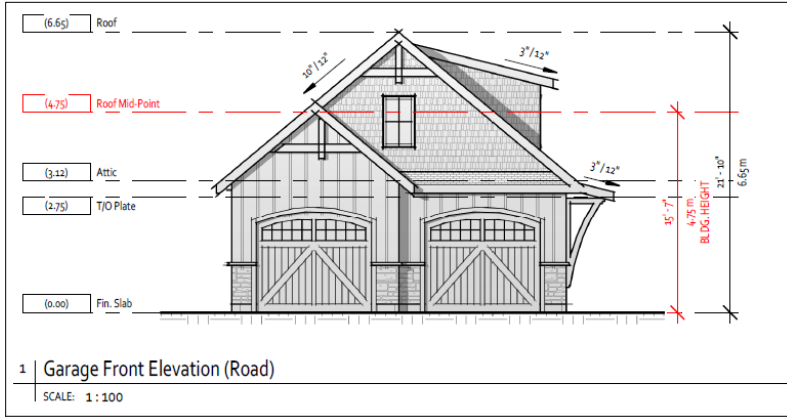 (6.65) Roof
3"/12"
10"/12"
(4.75) Roof Mid-Point
(3.12) Attic
3"/12"
(2.75) T/O Plate
15'-7"
4.75 m
BLDG. HEIGHT
21'-10"
6.65 m
(0.00) Fin. Slab
1 Garage Front Elevation (Road)
SCALE: 1 : 100